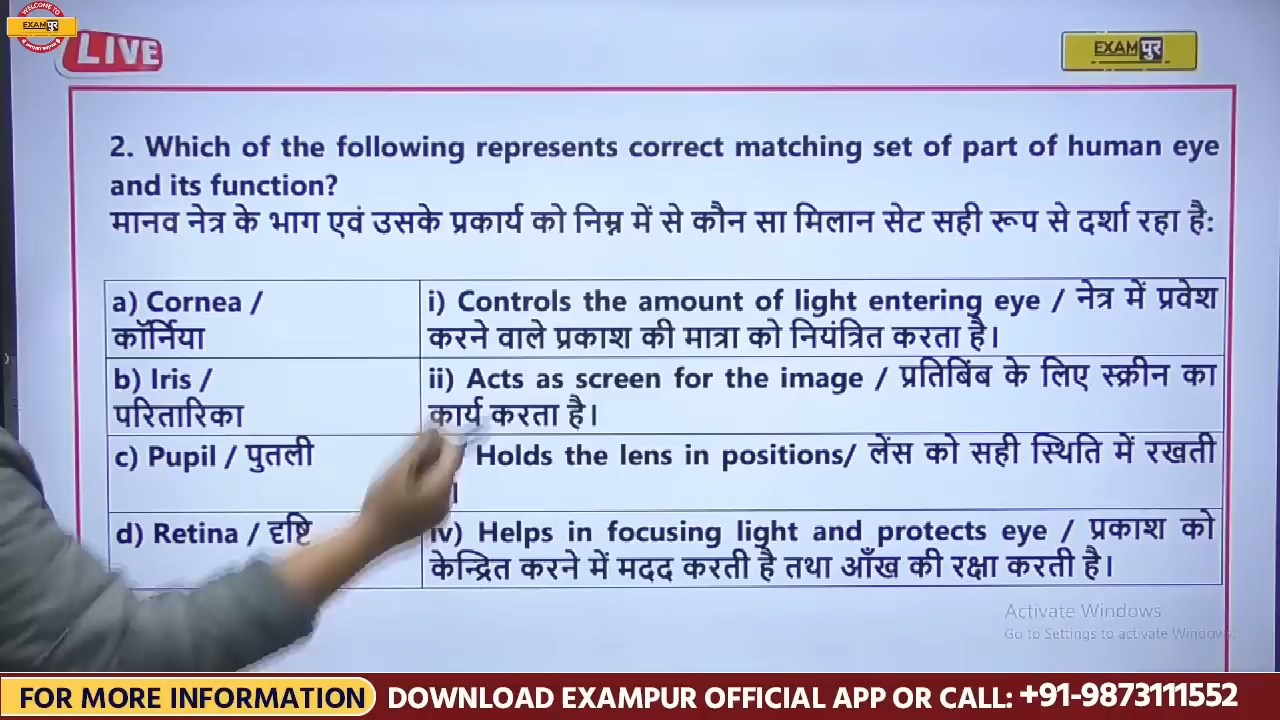 WELCOME TO
EXAMपुर
LIVE
EXAMपुर
2. Which of the following represents correct matching set of part of human eye
and its function?
मानव नेत्र के भाग एवं उसके प्रकार्य को निम्न में से कौन सा मिलान सेट सही रूप से दर्शा रहा है:
a) Cornea /
कॉर्निया
i) Controls the amount of light entering eye / नेत्र में प्रवेश
करने वाले प्रकाश की मात्रा को नियंत्रित करता है।
b) Iris /
परितारिका
ii) Acts as screen for the image / प्रतिबिंब के लिए स्क्रीन का
कार्य करता है।
c) Pupil / पुतली
Holds the lens in positions/ लेंस को सही स्थिति में रखती
d) Retina / दृष्टि
iv) Helps in focusing light and protects eye / प्रकाश को
केन्द्रित करने में मदद करती है तथा आँख की रक्षा करती है।
Activate Windows
Go to Settings to activate Windows.
FOR MORE INFORMATION DOWNLOAD EXAMPUR OFFICIAL APP OR CALL: +91-9873111552